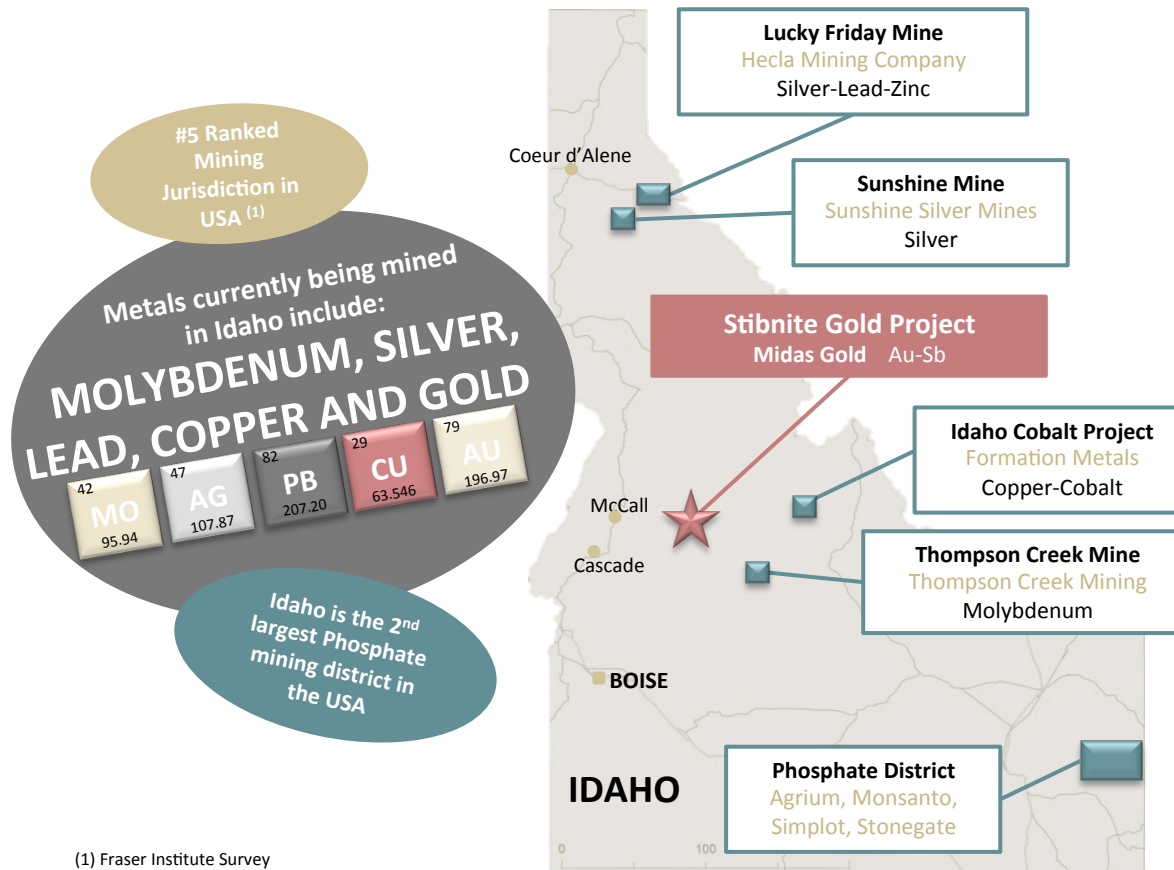 #5 Ranked
Mining
Jurisdiction in
USA (1)
Metals currently being mined
in Idaho include:
MOLYBDENUM, SILVER,
LEAD, COPPER AND GOLD
42
MO
95.94
47
AG
107.87
82
PB
207.20
29
CU
63.546
79
AU
196.97
Idaho is the 2nd
largest Phosphate
mining district in
the USA
(1) Fraser Institute Survey
Lucky Friday Mine
Hecla Mining Company
Silver-Lead-Zinc
Coeur d’Alene
Sunshine Mine
Sunshine Silver Mines
Silver
Stibnite Gold Project
Midas Gold Au-Sb
Idaho Cobalt Project
Formation Metals
Copper-Cobalt
McCall
Cascade
Thompson Creek Mine
Thompson Creek Mining
Molybdenum
BOISE
IDAHO
Phosphate District
Agrium, Monsanto,
Simplot, Stonegate
0 100